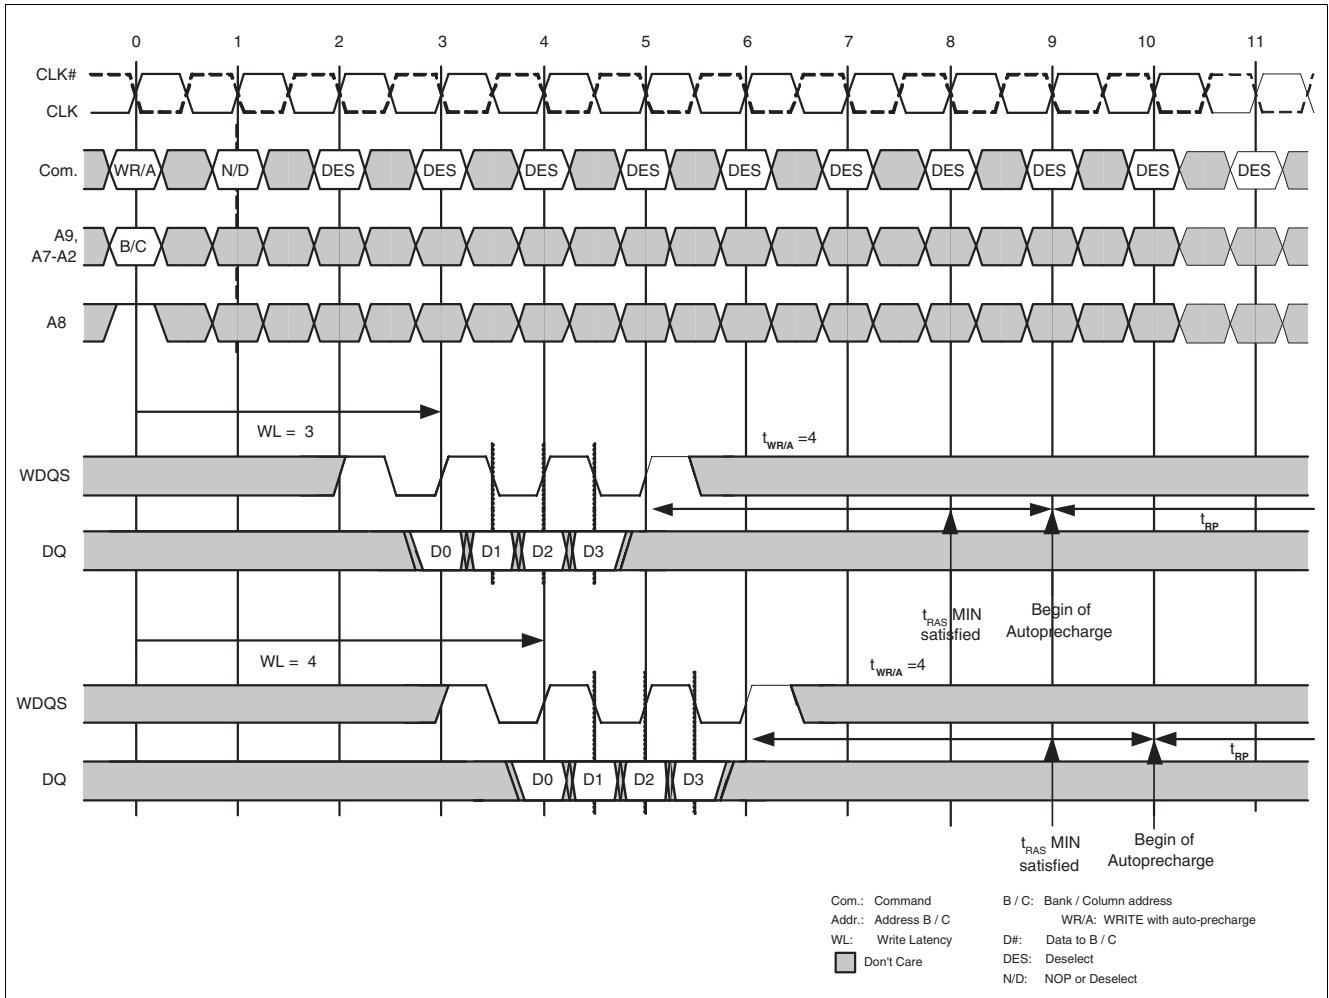 0 1 2 3 4 5 6 7 8 9 10 11
CLK#
CLK
Com. WR/A N/D DES DES DES DES DES DES DES DES DES DES
A9,
A7-A2
B/C
A8
WL = 3
tWR/A =4
WDQS
tRP
DQ D0 D1 D2 D3
tRAS MIN
satisfied
Begin of
Autoprecharge
WL = 4
tWR/A =4
WDQS
tRP
DQ D0 D1 D2 D3
tRAS MIN
satisfied
Begin of
Autoprecharge
Com.: Command
Addr.: Address B / C
WL: Write Latency
Don't Care
B / C: Bank / Column address
WR/A: WRITE with auto-precharge
D#: Data to B / C
DES: Deselect
N/D: NOP or Deselect